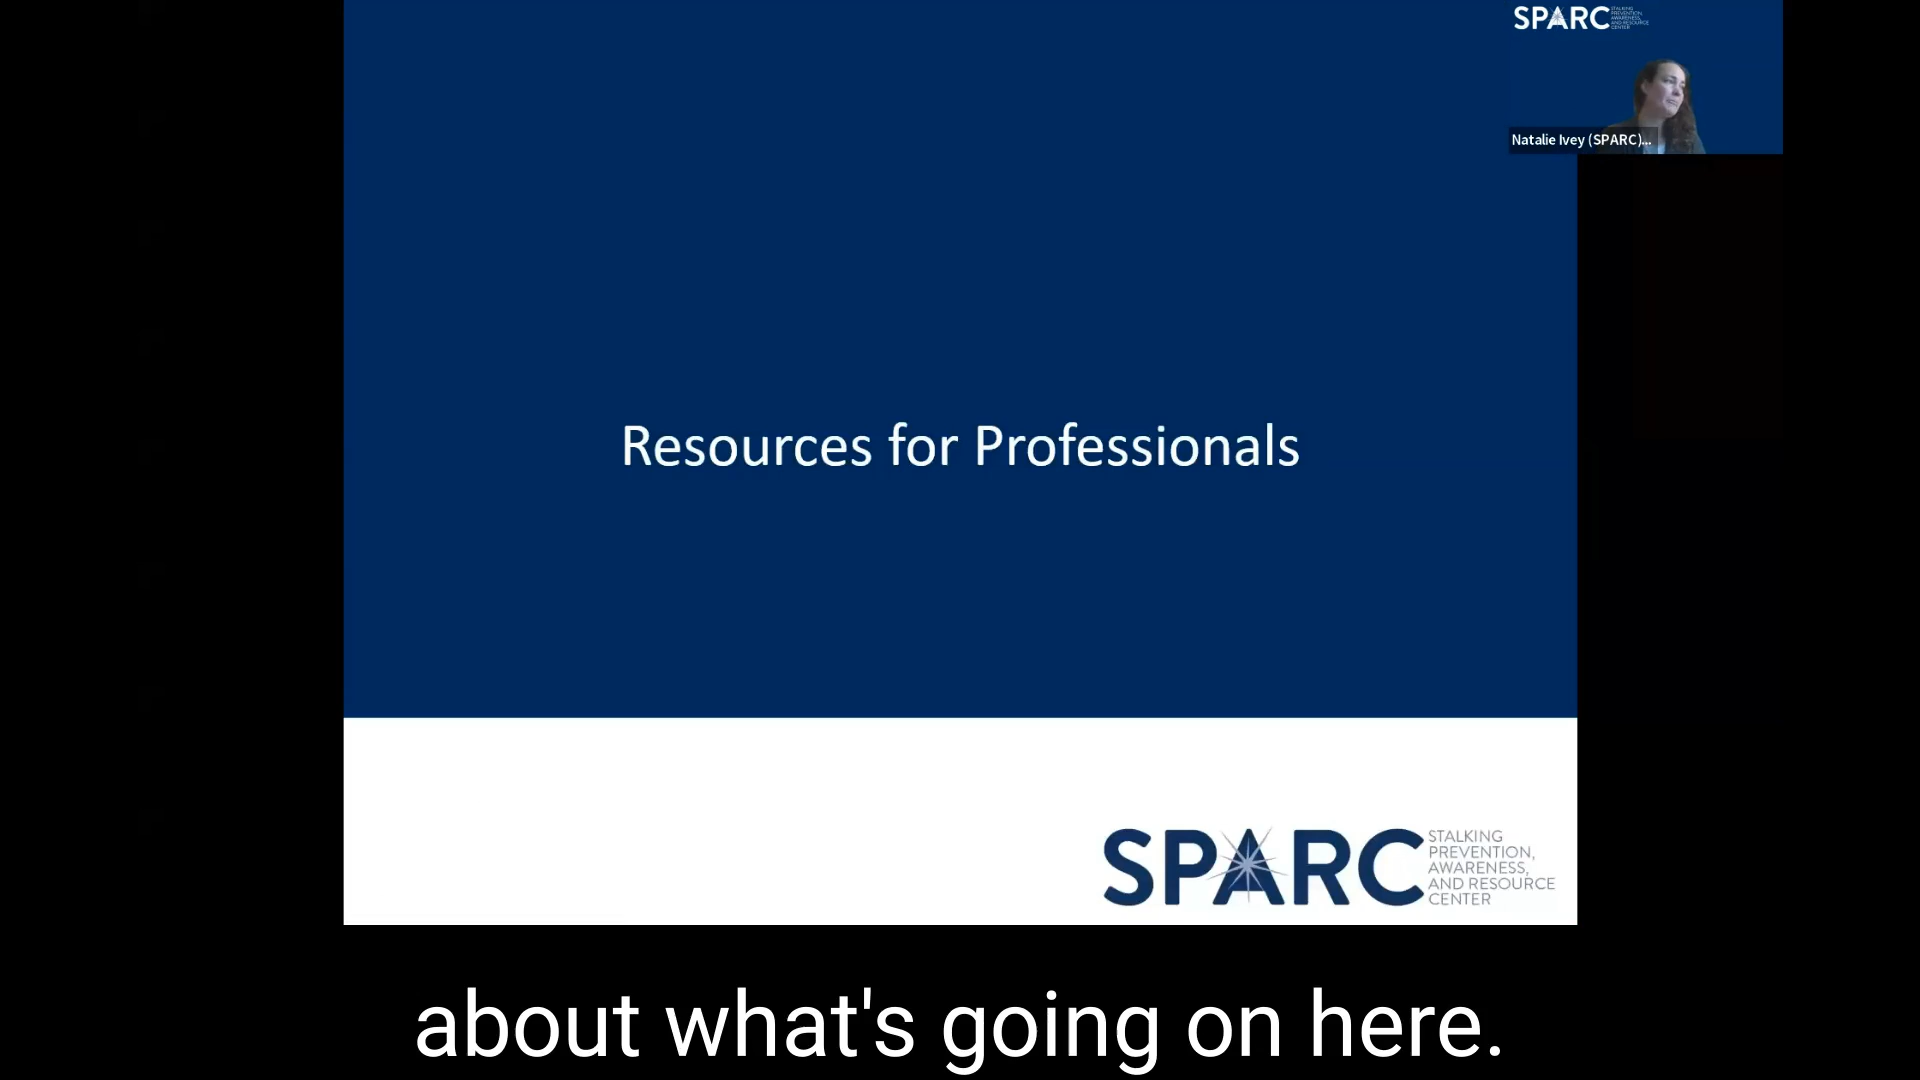 SPARC
STALKING
PREVENTION,
AWARENESS,
AND RESOURCE
CENTER
Natalie Ivey (SPARC)...
Resources for Professionals
SPARC
STALKING
PREVENTION,
AWARENESS,
AND RESOURCE
CENTER
about what's going on here.